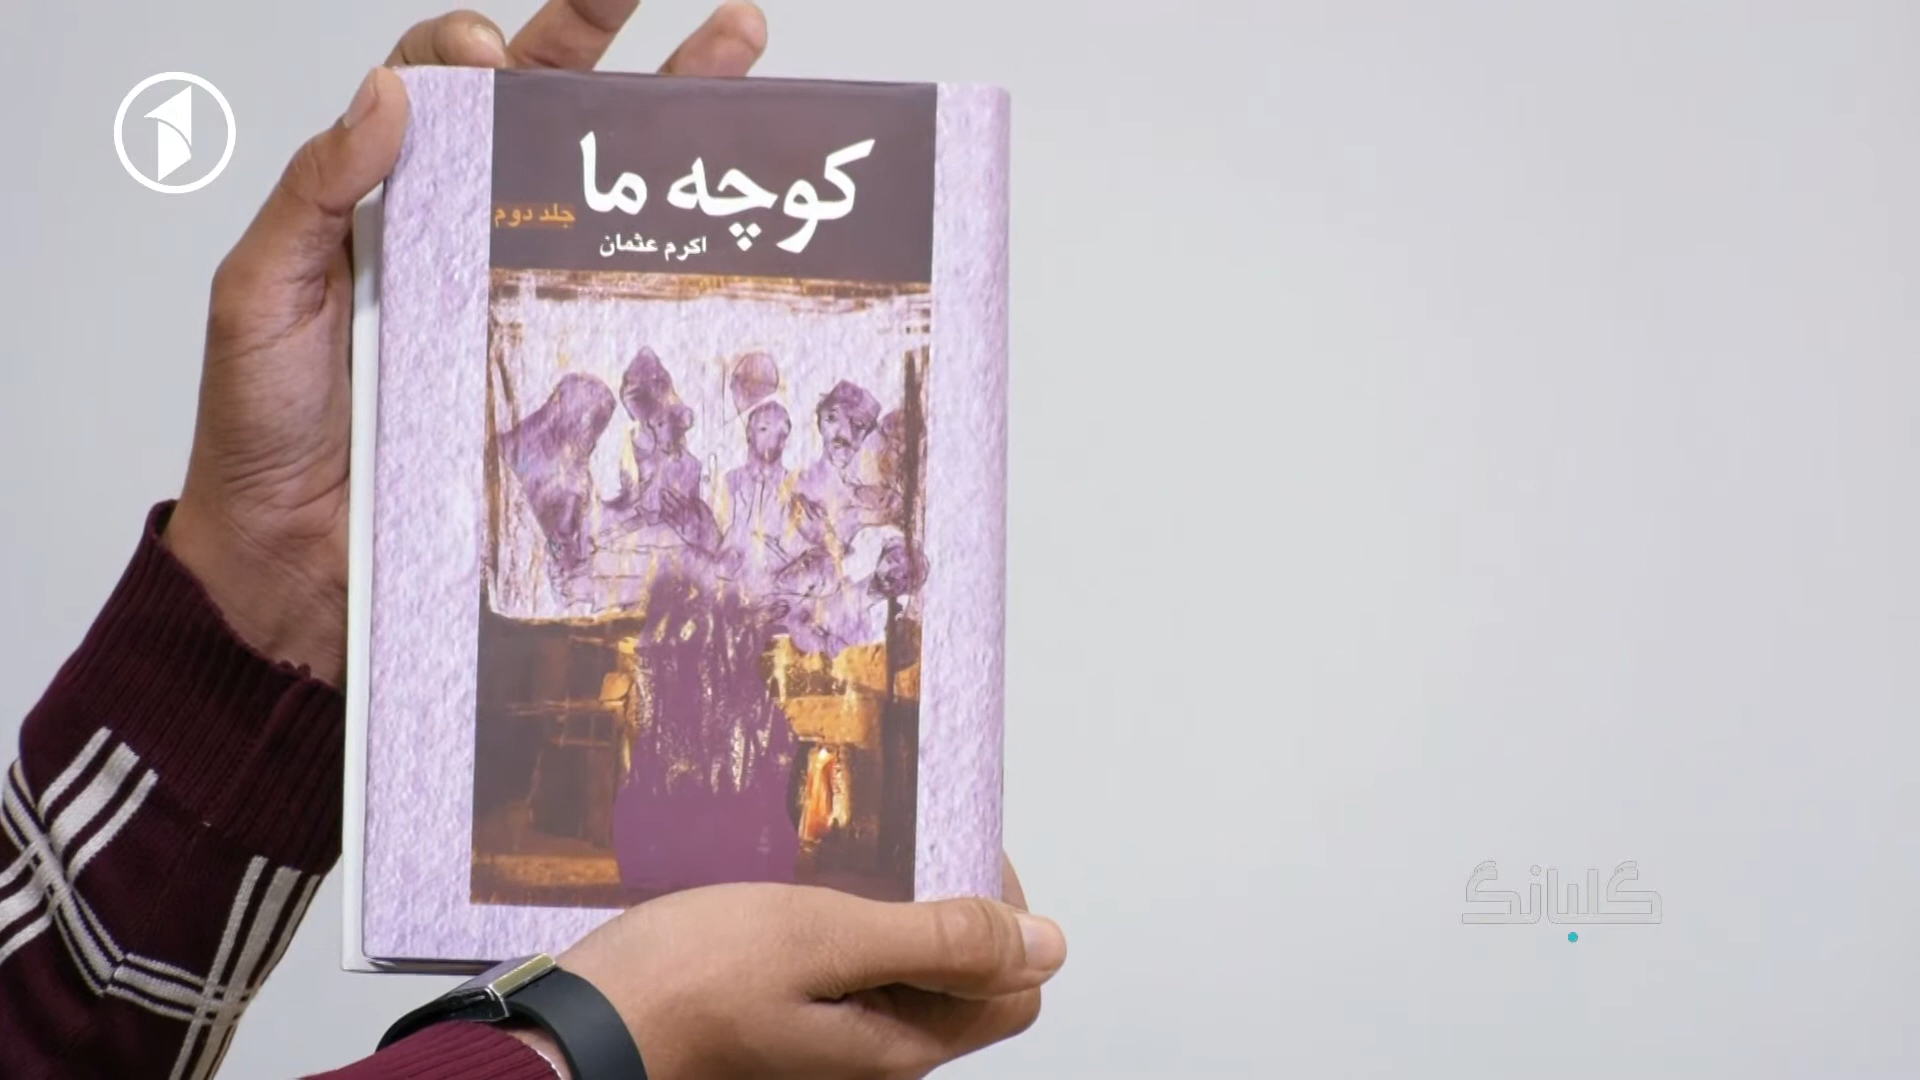 کوچه ما
جلد دوم
اکرم عثمان
گلبانگ